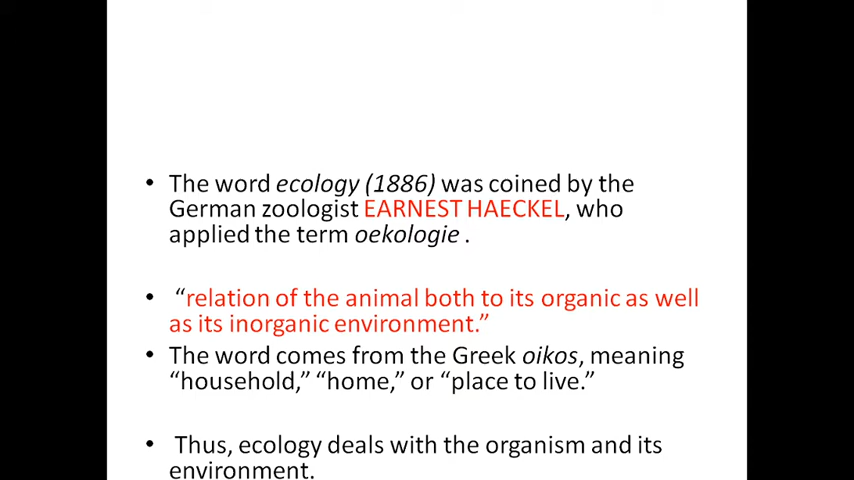 • The word ecology (1886) was coined by the
German zoologist EARNEST HAECKEL, who
applied the term oekologie .
• “relation of the animal both to its organic as well
as its inorganic environment.”
• The word comes from the Greek oikos, meaning
“household,” “home,” or “place to live.”
• Thus, ecology deals with the organism and its
environment.